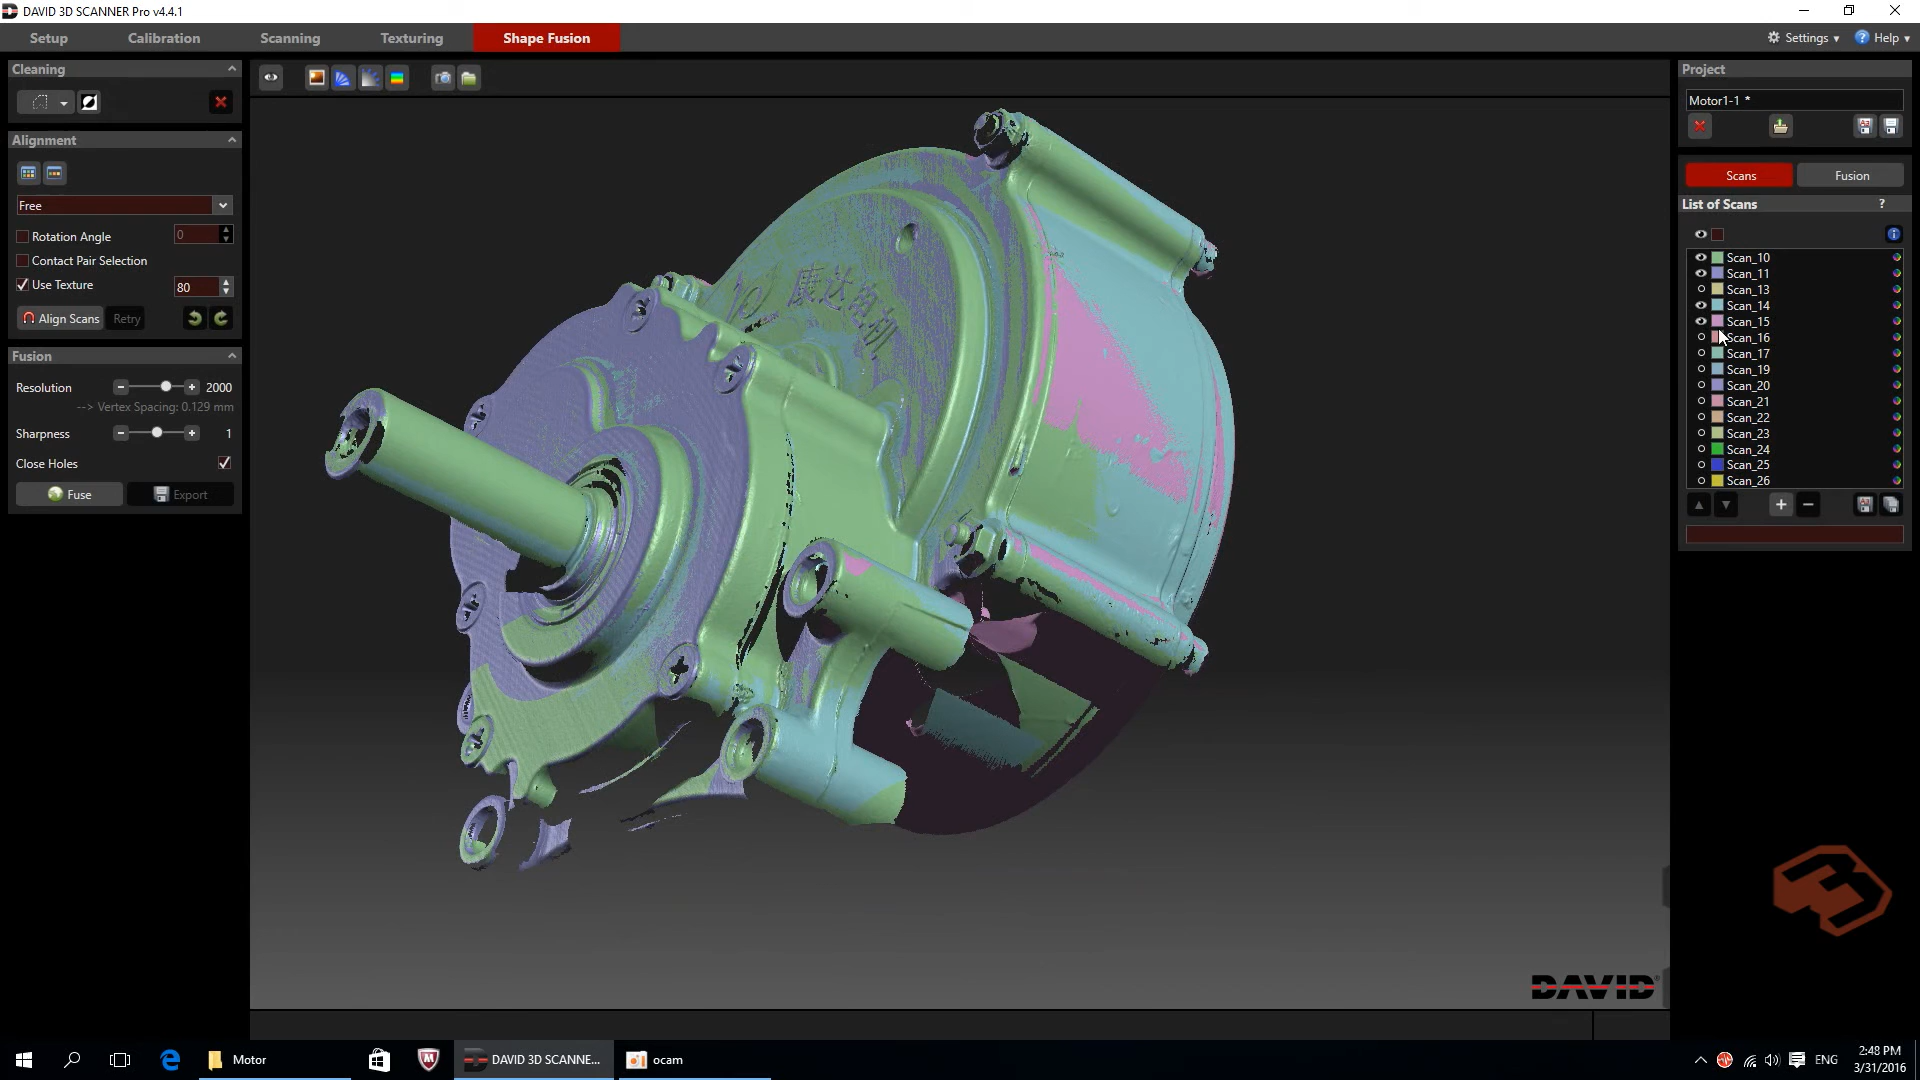 DAVID 3D SCANNER Pro v4.4.1
Setup
Calibration
Scanning
Texturing
Shape Fusion
Settings
Help
Cleaning
Alignment
Free
Rotation Angle
0
Contact Pair Selection
Use Texture
80
Align Scans
Retry
Fusion
Resolution
2000
--> Vertex Spacing: 0.129 mm
Sharpness
1
Close Holes
Fuse
Export
康达电机
DAVID
Project
Motor1-1 *
Scans
Fusion
List of Scans
?
Scan_10
Scan_11
Scan_13
Scan_14
Scan_15
Scan_16
Scan_17
Scan_19
Scan_20
Scan_21
Scan_22
Scan_23
Scan_24
Scan_25
Scan_26
Motor
DAVID 3D SCANNE...
ocam
ENG
2:48 PM
3/31/2016